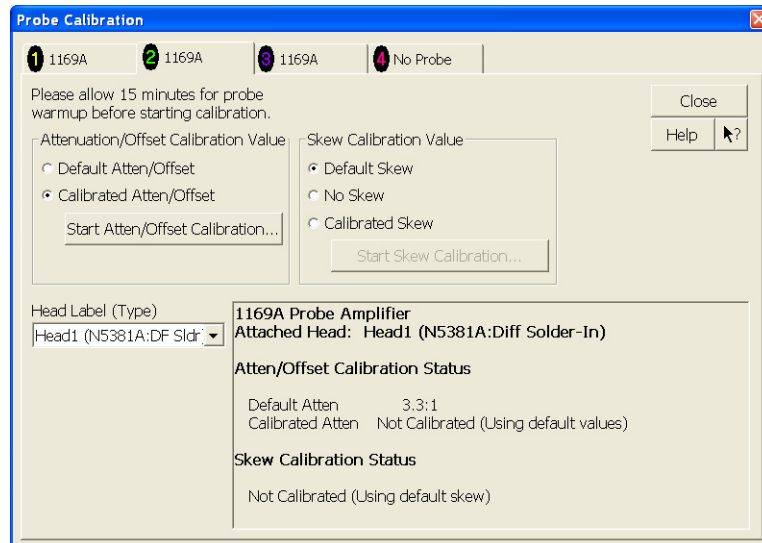 Probe Calibration
1 1169A
2 1169A
3 1169A
4 No Probe
Please allow 15 minutes for probe
warmup before starting calibration.
Close
Help
?
Attenuation/Offset Calibration Value
Default Atten/Offset
Calibrated Atten/Offset
Start Atten/Offset Calibration...
Skew Calibration Value
Default Skew
No Skew
Calibrated Skew
Start Skew Calibration...
Head Label (Type)
Head1 (N5381A:DF Sldr
1169A Probe Amplifier
Attached Head: Head1 (N5381A:Diff Solder-In)
Atten/Offset Calibration Status
Default Atten 3.3:1
Calibrated Atten Not Calibrated (Using default values)
Skew Calibration Status
Not Calibrated (Using default skew)